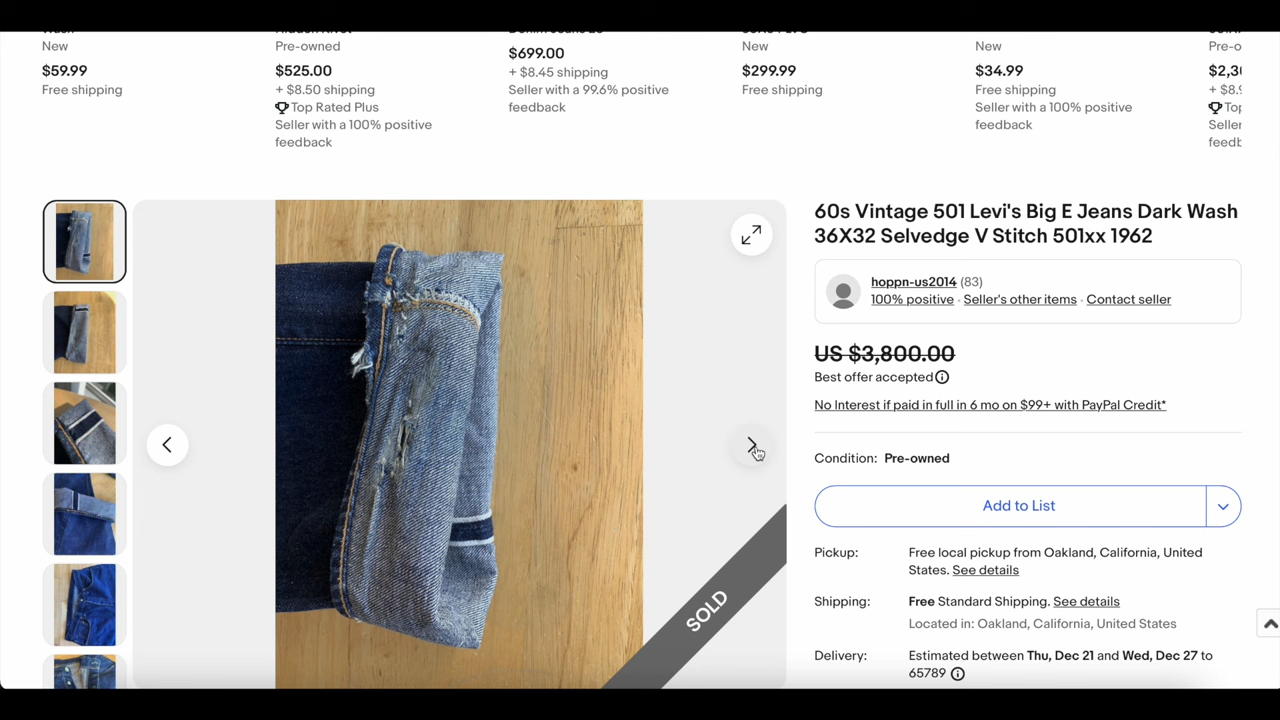 New
$59.99
Free shipping
Pre-owned
$525.00
+ $8.50 shipping
Top Rated Plus
Seller with a 100% positive
feedback
$699.00
+ $8.45 shipping
Seller with a 99.6% positive
feedback
New
$299.99
Free shipping
New
$34.99
Free shipping
Seller with a 100% positive
feedback
60s Vintage 501 Levi's Big E Jeans Dark Wash
36X32 Selvedge V Stitch 501xx 1962
hoppn-us2014 (83)
100% positive · Seller's other items · Contact seller
US $3,800.00
Best offer accepted
No Interest if paid in full in 6 mo on $99+ with PayPal Credit*
Condition: Pre-owned
Add to List
Pickup: Free local pickup from Oakland, California, United
States. See details
Shipping: Free Standard Shipping. See details
Located in: Oakland, California, United States
Delivery: Estimated between Thu, Dec 21 and Wed, Dec 27 to
65789
SOLD